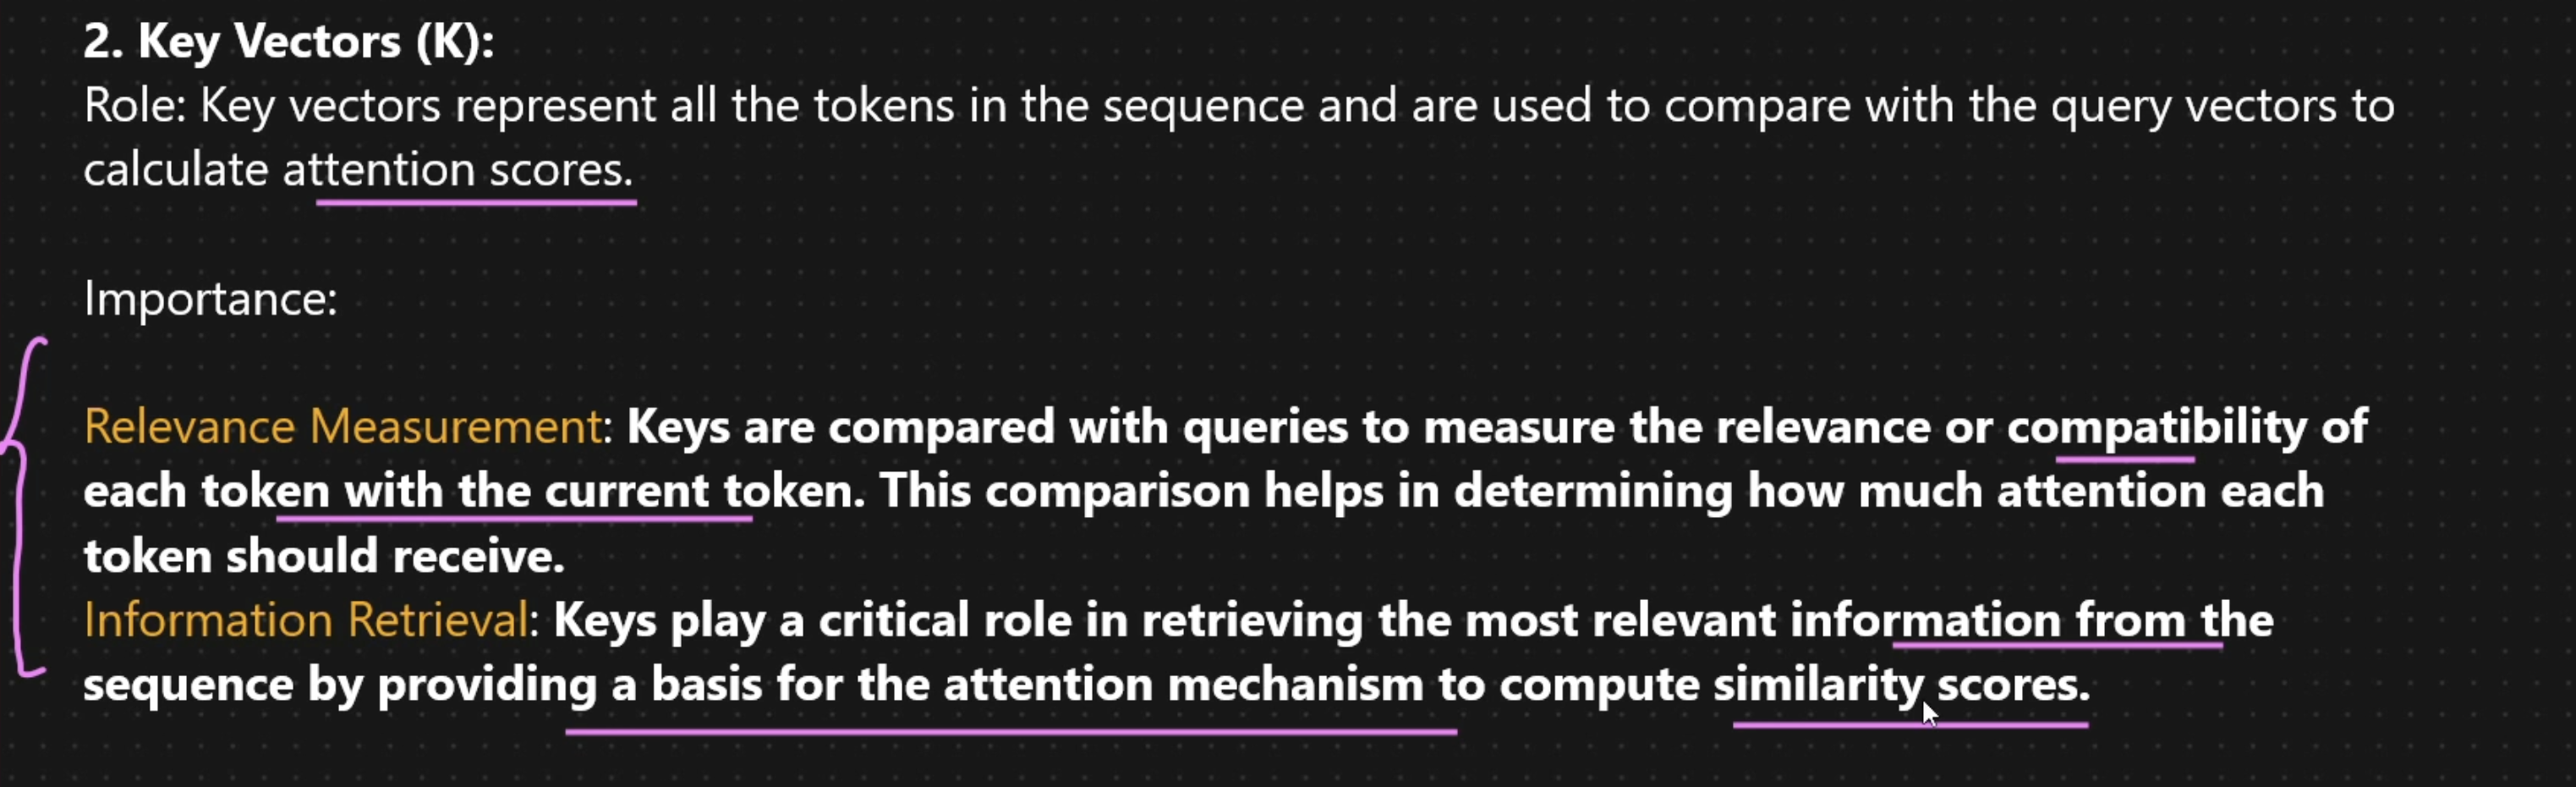 2. Key Vectors (K):
Role: Key vectors represent all the tokens in the sequence and are used to compare with the query vectors to
calculate attention scores.
Importance:
Relevance Measurement: Keys are compared with queries to measure the relevance or compatibility of
each token with the current token. This comparison helps in determining how much attention each
token should receive.
Information Retrieval: Keys play a critical role in retrieving the most relevant information from the
sequence by providing a basis for the attention mechanism to compute similarity scores.